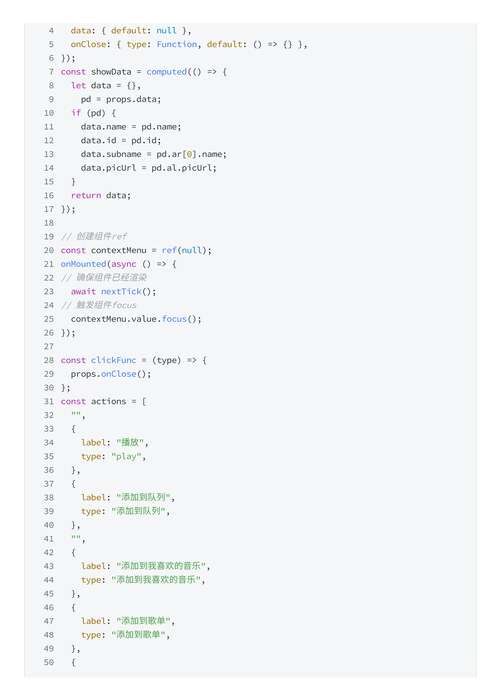 4 data: { default: null },
5 onClose: { type: Function, default: () => {} },
6 });
7 const showData = computed(() => {
8 let data = {},
9 pd = props.data;
10 if (pd) {
11 data.name = pd.name;
12 data.id = pd.id;
13 data.subname = pd.ar[0].name;
14 data.picUrl = pd.al.picUrl;
15 }
16 return data;
17 });
18
19 // 创建组件ref
20 const contextMenu = ref(null);
21 onMounted(async () => {
22 // 确保组件已经渲染
23 await nextTick();
24 // 触发组件focus
25 contextMenu.value.focus();
26 });
27
28 const clickFunc = (type) => {
29 props.onClose();
30 };
31 const actions = [
32 "",
33 {
34 label: "播放",
35 type: "play",
36 },
37 {
38 label: "添加到队列",
39 type: "添加到队列",
40 },
41 "",
42 {
43 label: "添加到我喜欢的音乐",
44 type: "添加到我喜欢的音乐",
45 },
46 {
47 label: "添加到歌单",
48 type: "添加到歌单",
49 },
50 {